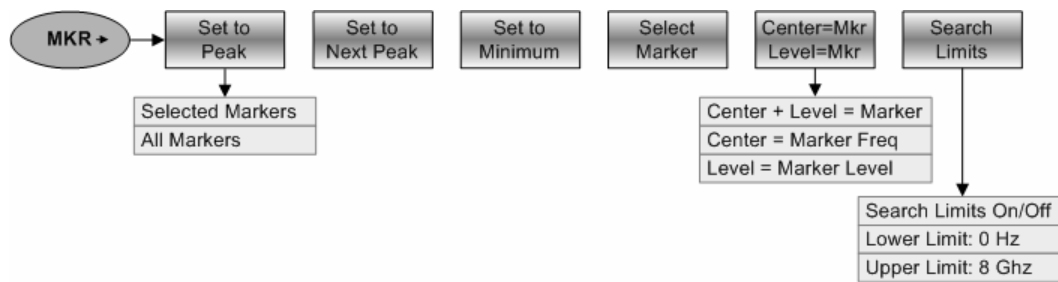 MKR →
Set to
Peak
Set to
Next Peak
Set to
Minimum
Select
Marker
Center=Mkr
Level=Mkr
Search
Limits
Selected Markers
All Markers
Center + Level = Marker
Center = Marker Freq
Level = Marker Level
Search Limits On/Off
Lower Limit: 0 Hz
Upper Limit: 8 Ghz